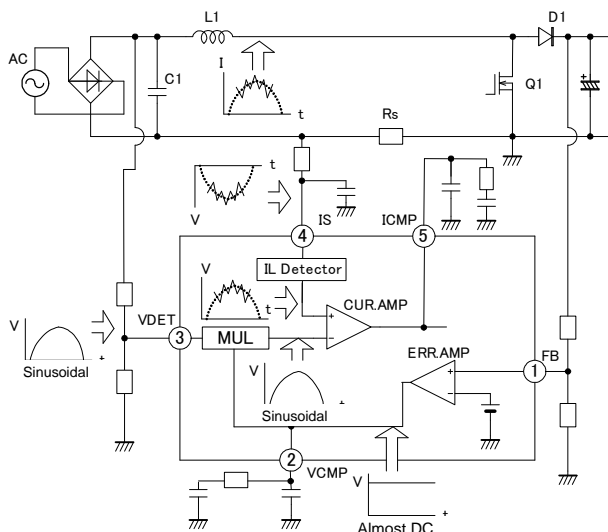 L1
D1
AC
I
C1
t
Q1
Rs
t
V
IS
ICMP
4
5
V
IL Detector
t
CUR.AMP
+
−
VDET
3
MUL
V
Sinusoidal
V
Sinusoidal
ERR.AMP
+
−
1
FB
2
VCMP
V
Almost DC